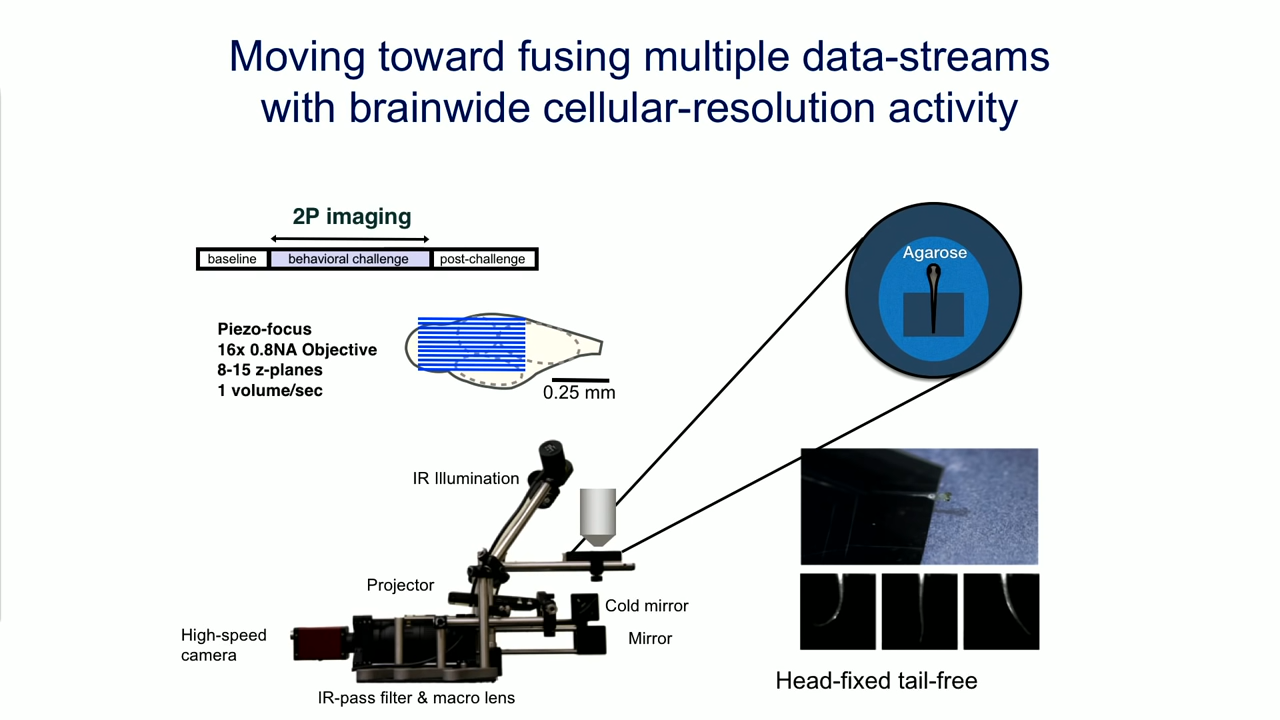 Moving toward fusing multiple data-streams
with brainwide cellular-resolution activity
2P imaging
baseline
behavioral challenge
post-challenge
Agarose
Piezo-focus
16x 0.8NA Objective
8-15 z-planes
1 volume/sec
0.25 mm
IR Illumination
Projector
Cold mirror
High-speed
camera
Mirror
IR-pass filter & macro lens
Head-fixed tail-free